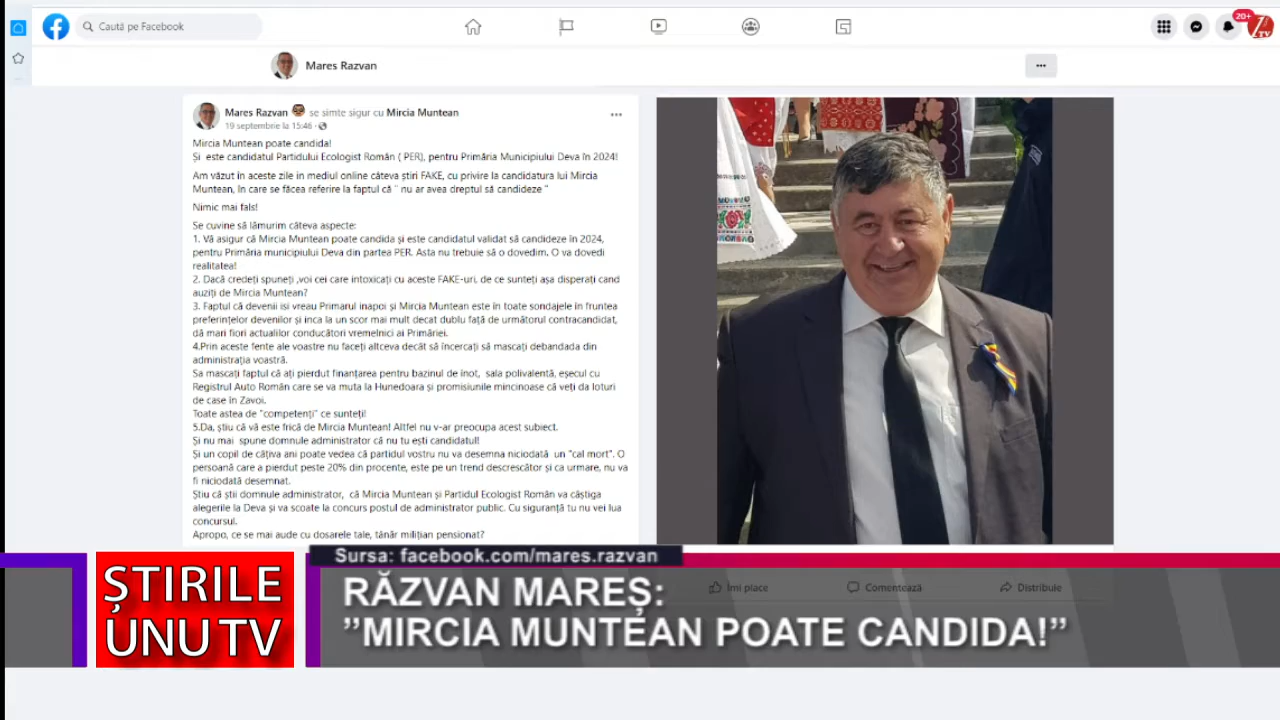 Caută pe Facebook
20+
Mares Razvan
Mares Razvan se simte sigur cu Mircia Muntean
19 septembrie la 15:46
Mircia Muntean poate candida!
Și este candidatul Partidului Ecologist Român ( PER), pentru Primăria Municipiului Deva în 2024!
Am văzut în aceste zile in mediul online câteva știri FAKE, cu privire la candidatura lui Mircia
Muntean, în care se făcea referire la faptul că " nu ar avea dreptul să candideze "
Nimic mai fals!
Se cuvine să lămurim câteva aspecte:
1. Vă asigur că Mircia Muntean poate candida și este candidatul validat să candideze în 2024,
pentru Primăria municipiului Deva din partea PER. Asta nu trebuie să o dovedim. O va dovedi
realitatea!
2. Dacă credeți spuneți ,voi cei care intoxicați cu aceste FAKE-uri, de ce sunteți așa disperați cand
auziți de Mircia Muntean?
3. Faptul că devenii isi vreau Primarul inapoi și Mircia Muntean este în toate sondajele în fruntea
preferințelor devenilor și inca la un scor mai mult decat dublu față de următorul contracandidat,
dă mari fiori actualilor conducători vremelnici ai Primăriei.
4.Prin aceste fente ale voastre nu faceți altceva decât să încercați să mascați debandada din
administrația voastră.
Sa mascați faptul că ați pierdut finanțarea pentru bazinul de înot, sala polivalentă, eșecul cu
Registrul Auto Român care se va muta la Hunedoara și promisiunile mincinoase că veți da loturi
de case în Zavoi.
Toate astea de "competenți" ce sunteți!
5.Da, știu că vă este frică de Mircia Muntean! Altfel nu v-ar preocupa acest subiect.
Și nu mai spune domnule administrator că nu tu ești candidatul!
Și un copil de câțiva ani poate vedea că partidul vostru nu va desemna niciodată un "cal mort". O
persoană care a pierdut peste 20% din procente, este pe un trend descrescător și ca urmare, nu va
fi niciodată desemnat.
Știu că știi domnule administrator, că Mircia Muntean și Partidul Ecologist Român va câștiga
alegerile la Deva și va scoate la concurs postul de administrator public. Cu siguranță tu nu vei lua
concursul.
Apropo, ce se mai aude cu dosarele tale, tânăr milițian pensionat?
Sursa: facebook.com/mares.razvan
Îmi place
Comentează
Distribuie
ȘTIRILE
UNU TV
RĂZVAN MAREȘ:
”MIRCIA MUNTEAN POATE CANDIDA!”